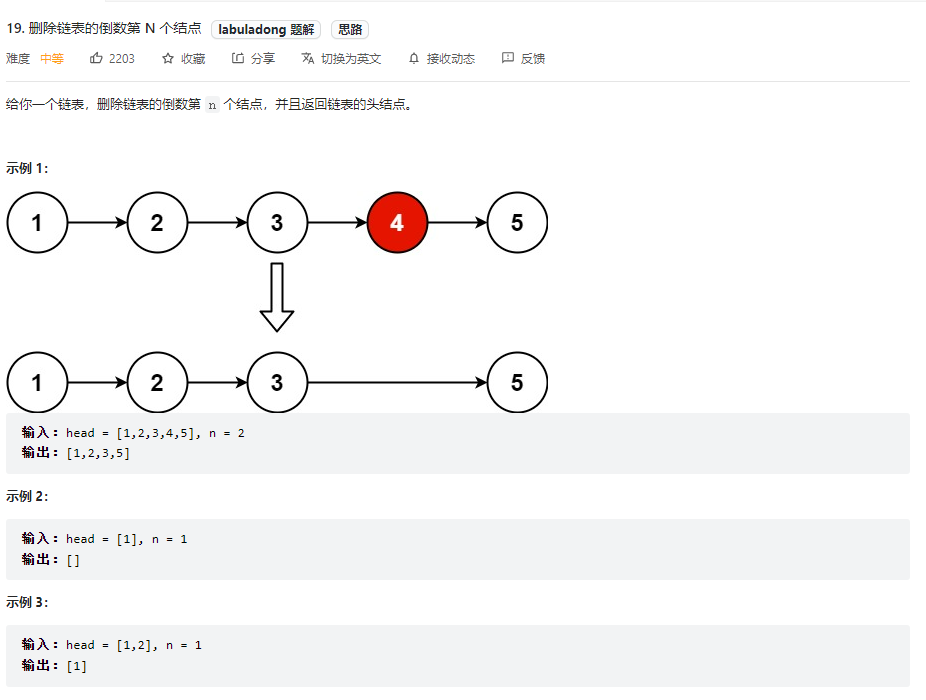 19. 删除链表的倒数第 N 个结点 labuladong 题解 思路
难度 中等 2203 收藏 分享 切换为英文 接收动态 反馈
给你一个链表，删除链表的倒数第 n 个结点，并且返回链表的头结点。
示例 1：
1 2 3 4 5
1 2 3 5
输入：head = [1,2,3,4,5], n = 2
输出：[1,2,3,5]
示例 2：
输入：head = [1], n = 1
输出：[]
示例 3：
输入：head = [1,2], n = 1
输出：[1]